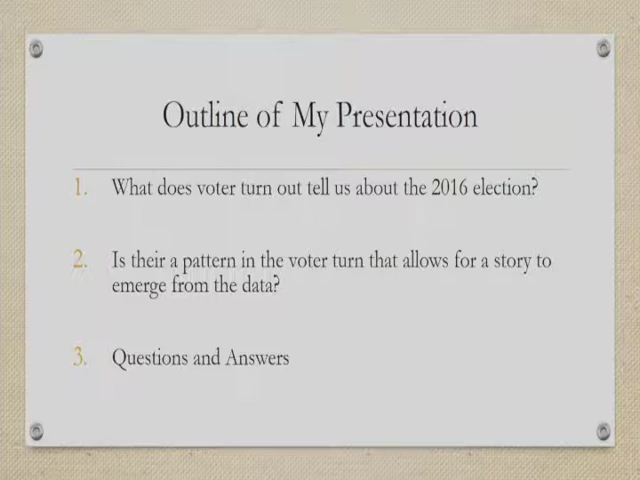 Outline of My Presentation
1. What does voter turn out tell us about the 2016 election?
2. Is their a pattern in the voter turn that allows for a story to
emerge from the data?
3. Questions and Answers